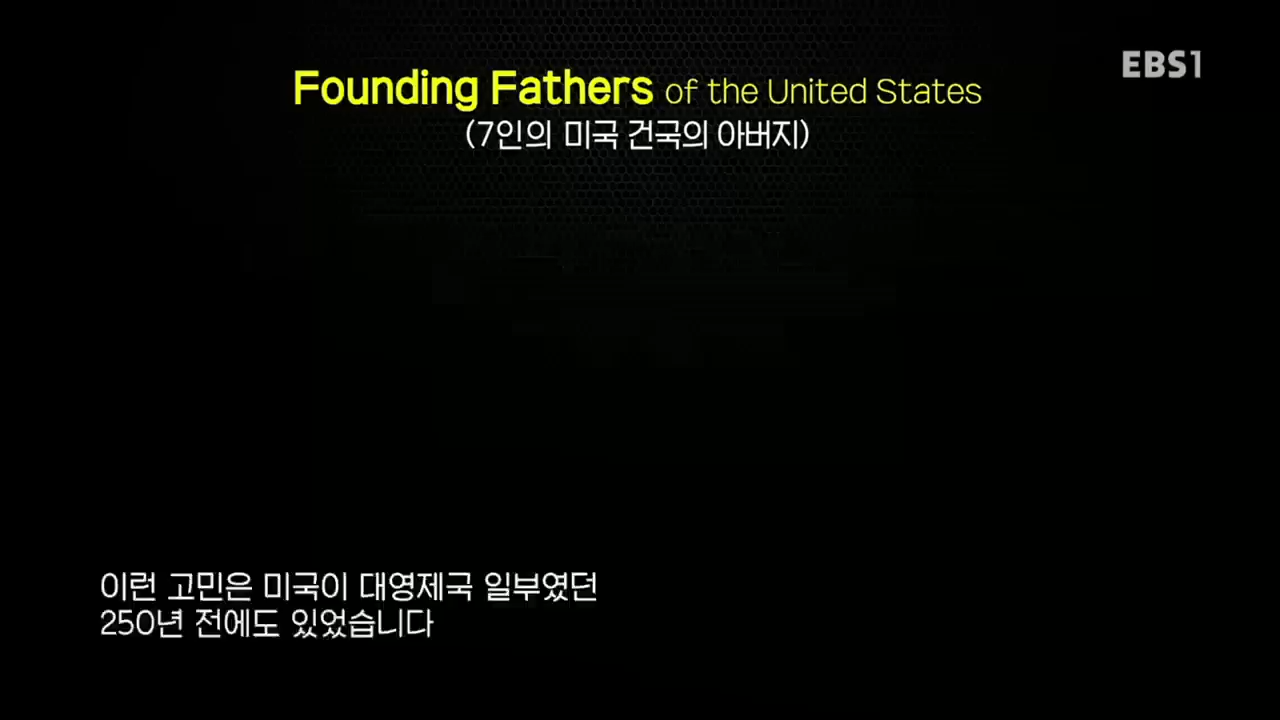 EBS1
Founding Fathers of the United States
(7인의 미국 건국의 아버지)
이런 고민은 미국이 대영제국 일부였던
250년 전에도 있었습니다